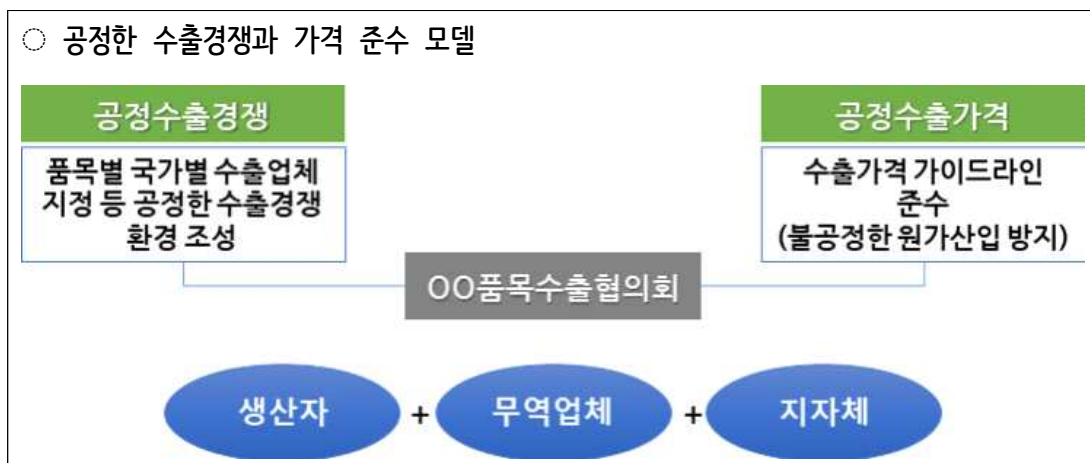 ○ 공정한 수출경쟁과 가격 준수 모델
공정수출경쟁
품목별 국가별 수출업체
지정 등 공정한 수출경쟁
환경 조성
공정수출가격
수출가격 가이드라인
준수
(불공정한 원가산입 방지)
OO품목수출협의회
생산자 + 무역업체 + 지자체